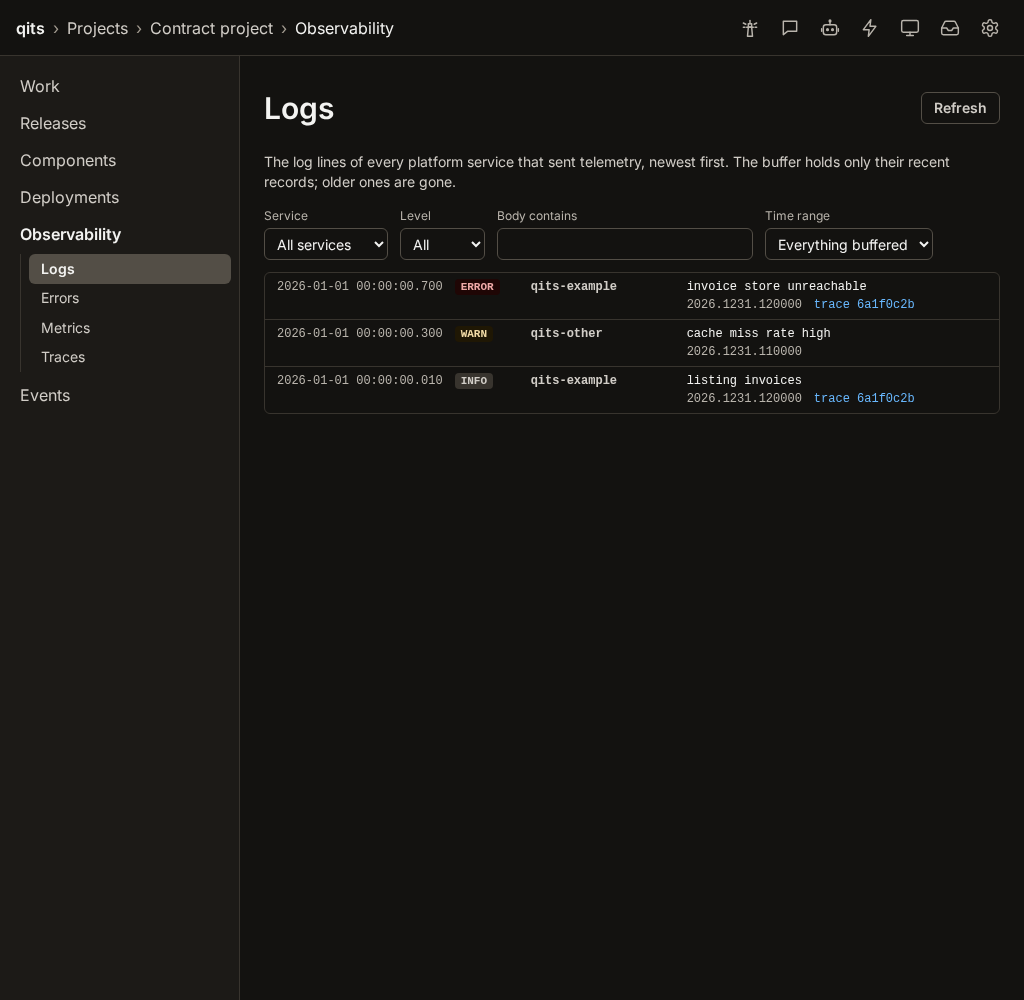 qits › Projects › Contract project › Observability
Work
Releases
Components
Deployments
Observability
Logs
Errors
Metrics
Traces
Events
Logs
Refresh
The log lines of every platform service that sent telemetry, newest first. The buffer holds only their recent
records; older ones are gone.
Service Level Body contains Time range
All services All Everything buffered
2026-01-01 00:00:00.700 ERROR qits-example invoice store unreachable
2026.1231.120000 trace 6a1f0c2b
2026-01-01 00:00:00.300 WARN qits-other cache miss rate high
2026.1231.110000
2026-01-01 00:00:00.010 INFO qits-example listing invoices
2026.1231.120000 trace 6a1f0c2b